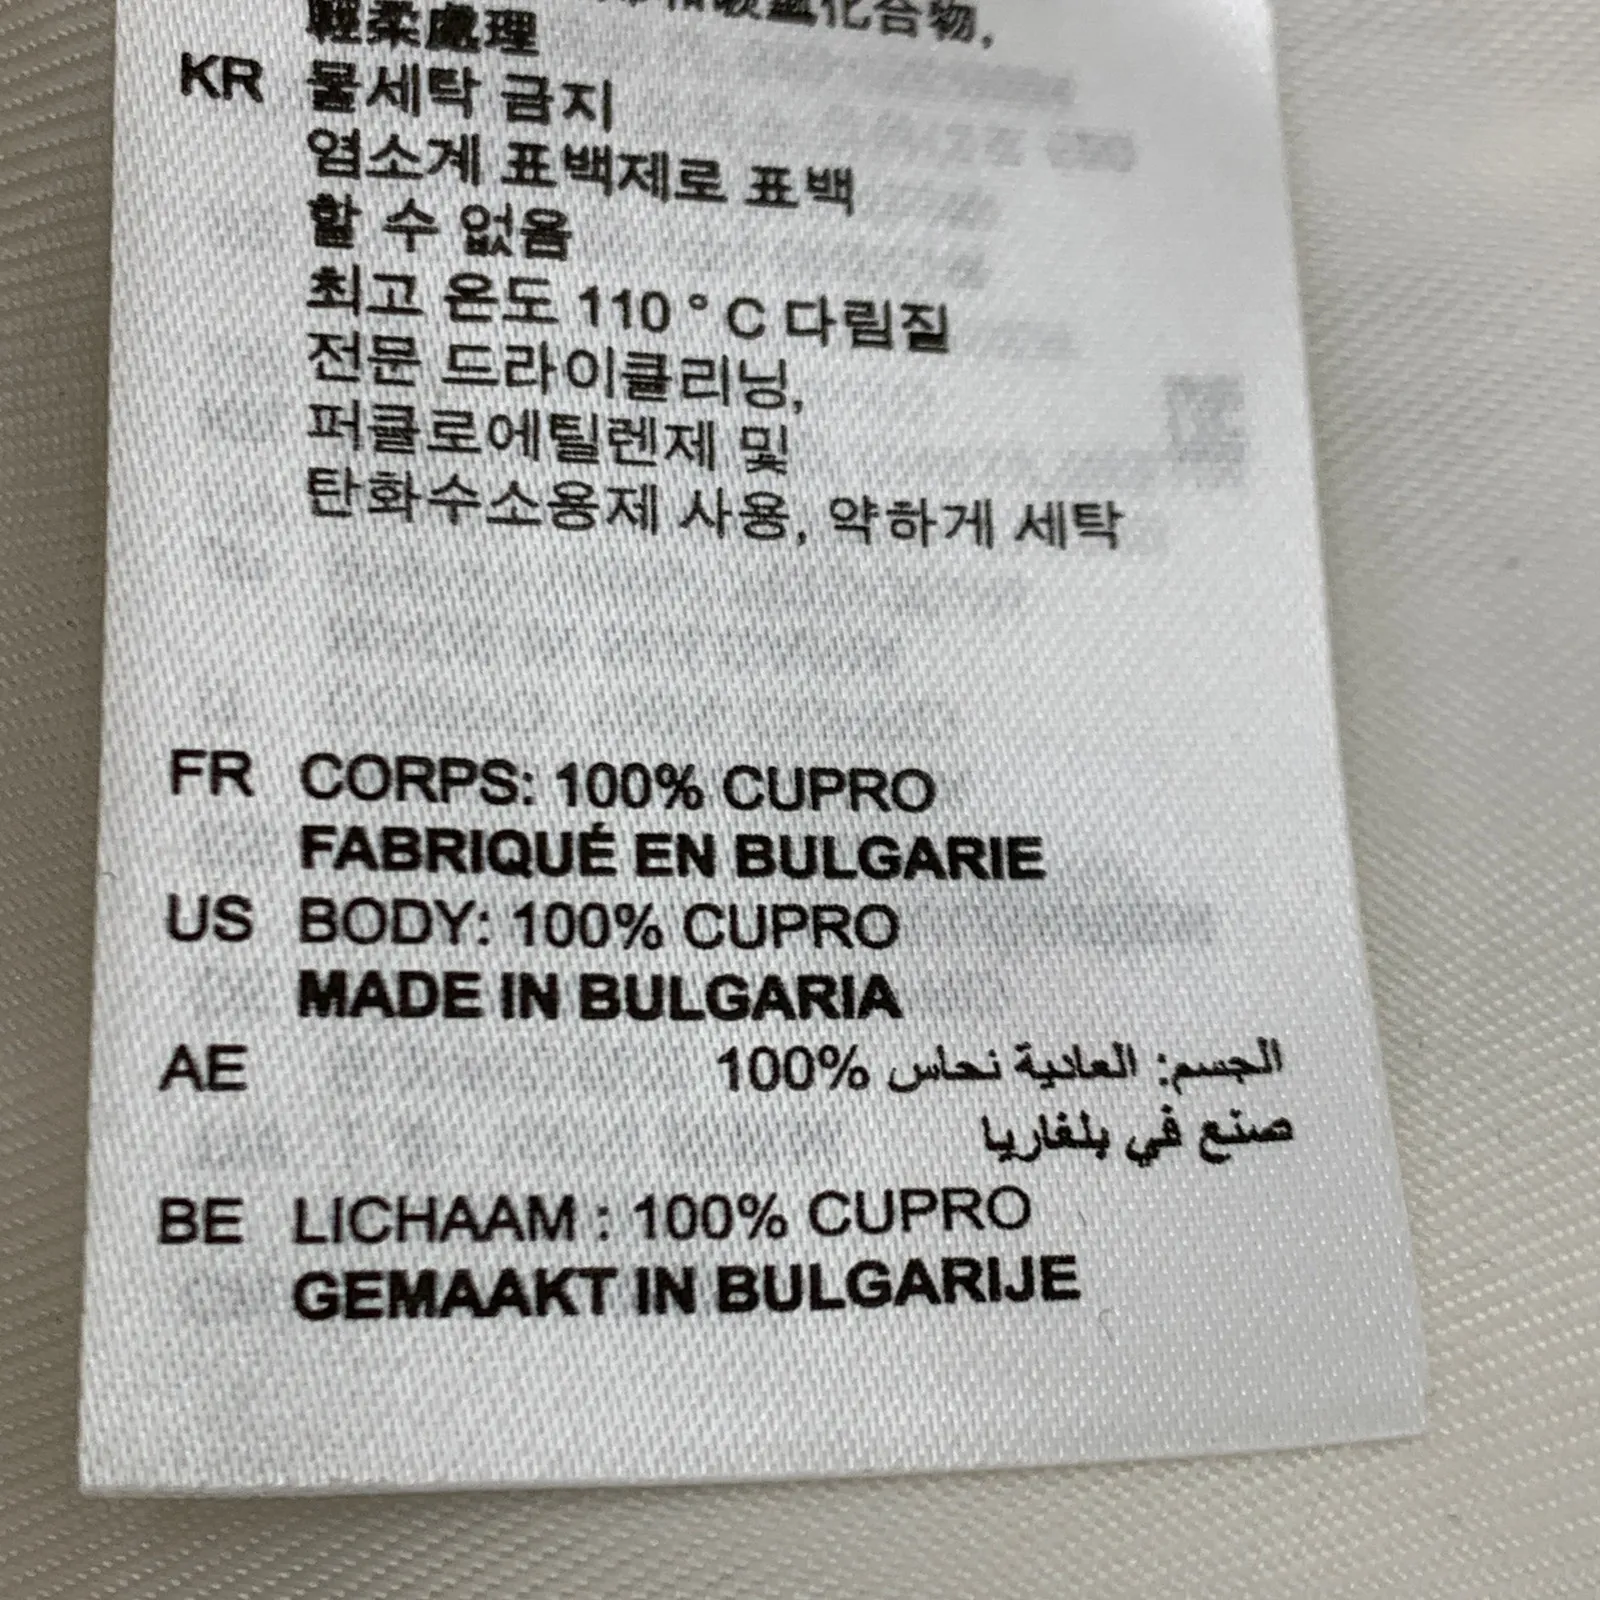 化合物,
輕柔處理
KR 물세탁 금지
염소계 표백제로 표백
할 수 없음
최고 온도 110 ° C 다림질
전문 드라이클리닝,
퍼클로에틸렌제 및
탄화수소용제 사용, 약하게 세탁
FR CORPS: 100% CUPRO
FABRIQUÉ EN BULGARIE
US BODY: 100% CUPRO
MADE IN BULGARIA
AE الجسم: العادية نحاس 100%
صنع في بلغاريا
BE LICHAAM : 100% CUPRO
GEMAAKT IN BULGARIJE